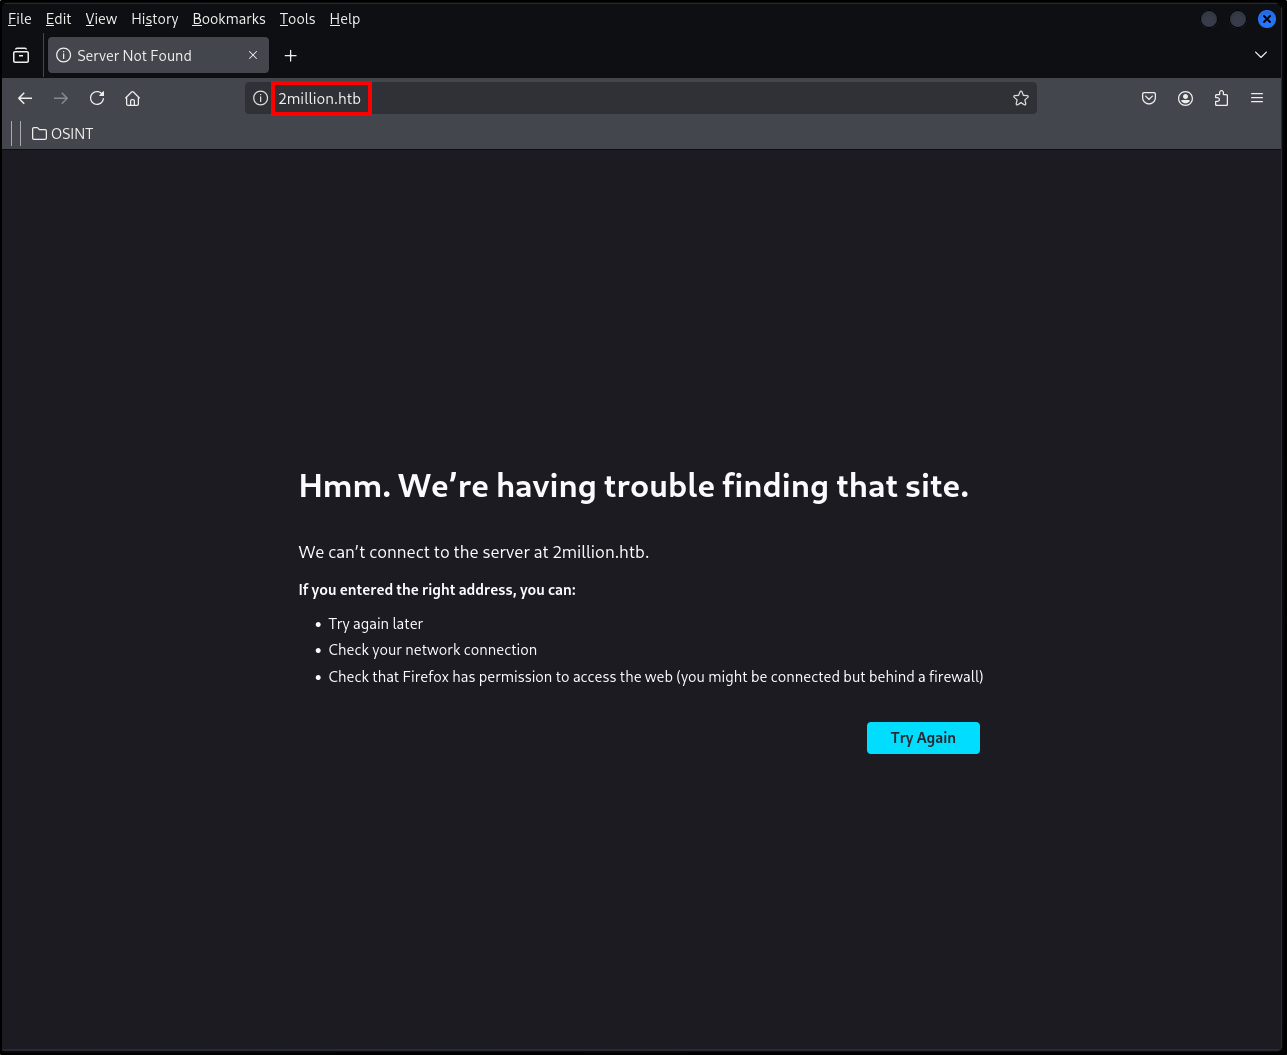 File Edit View History Bookmarks Tools Help
Server Not Found
2million.htb
OSINT
Hmm. We’re having trouble finding that site.
We can’t connect to the server at 2million.htb.
If you entered the right address, you can:
• Try again later
• Check your network connection
• Check that Firefox has permission to access the web (you might be connected but behind a firewall)
Try Again